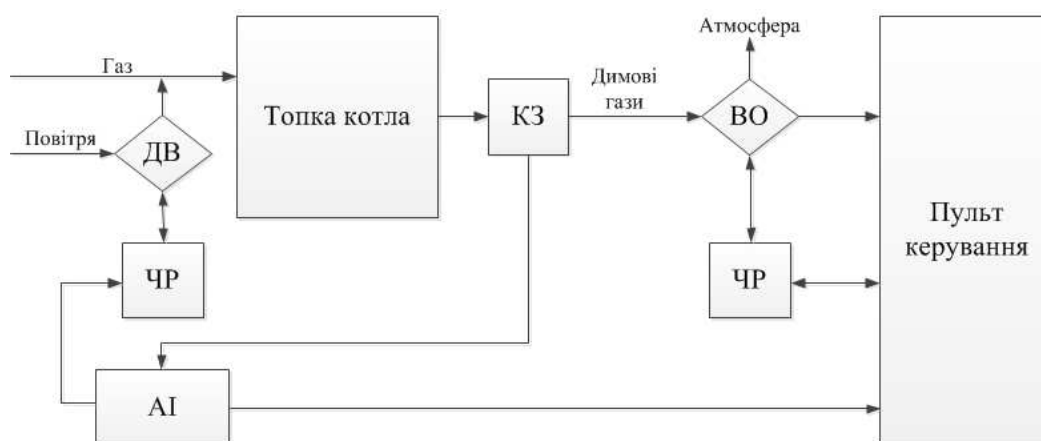 Атмосфера
Газ
Димові
гази
Топка котла
КЗ
ВО
Повітря
ДВ
Пульт
керування
ЧР
ЧР
АІ